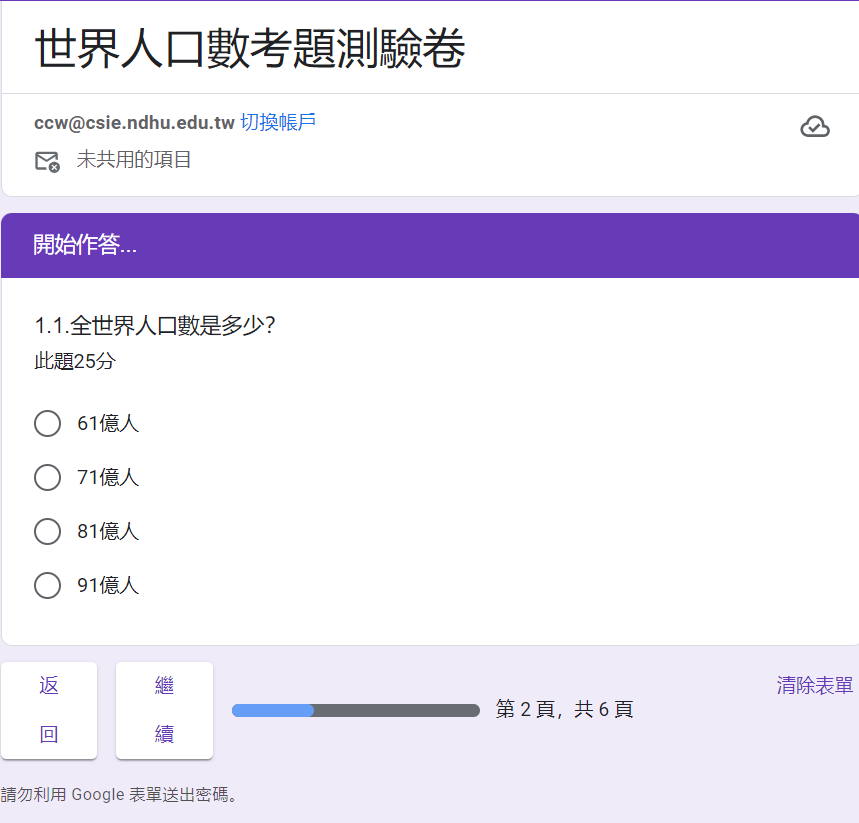 世界人口數考題測驗卷
ccw@csie.ndhu.edu.tw 切換帳戶
未共用的項目
開始作答...
1.1.全世界人口數是多少?
此題25分
61億人
71億人
81億人
91億人
返回
繼續
第 2 頁，共 6 頁
清除表單
請勿利用 Google 表單送出密碼。